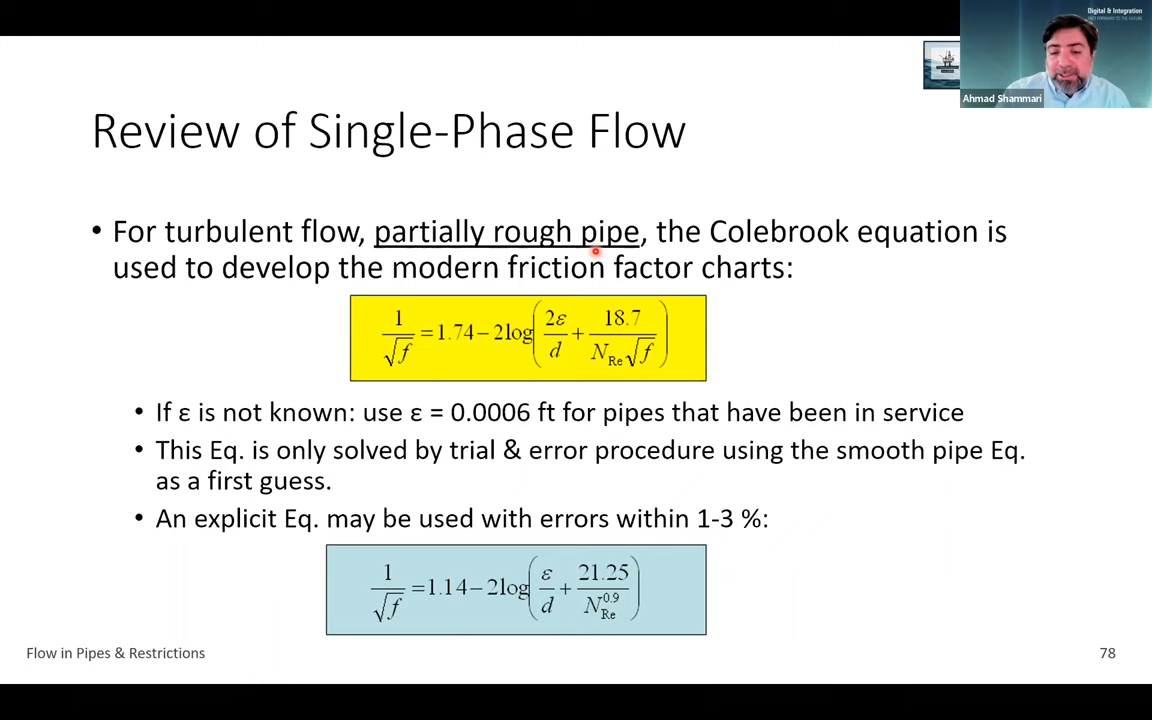 Digital & Integration
Ahmad Shammari
Review of Single-Phase Flow
• For turbulent flow, partially rough pipe, the Colebrook equation is
used to develop the modern friction factor charts:
1/√f = 1.74 − 2log(2ε/d + 18.7/(N_Re√f))
• If ε is not known: use ε = 0.0006 ft for pipes that have been in service
• This Eq. is only solved by trial & error procedure using the smooth pipe Eq.
as a first guess.
• An explicit Eq. may be used with errors within 1-3 %:
1/√f = 1.14 − 2log(ε/d + 21.25/N_Re^0.9)
Flow in Pipes & Restrictions
78